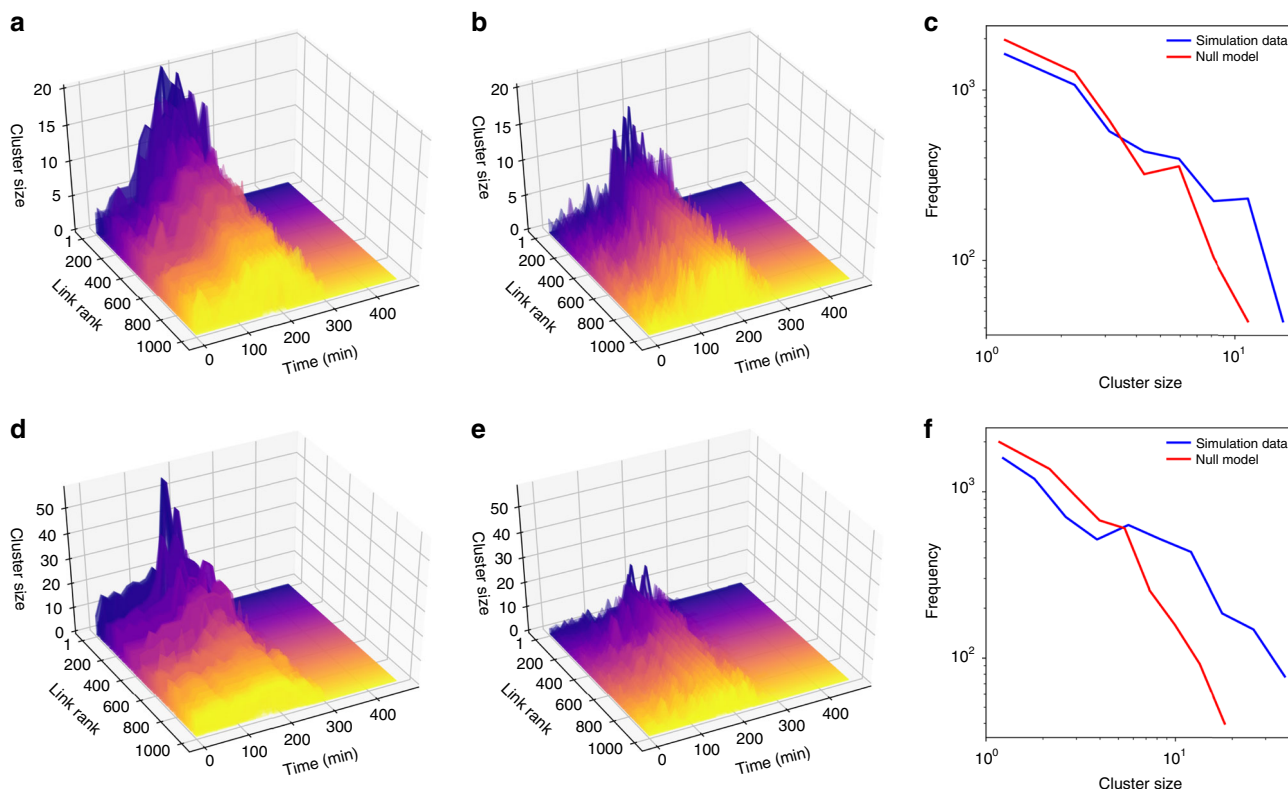 a
20
15
10
5
0
Cluster size
1
200
400
600
800
1000
Link rank
0
100
200
300
400
Time (min)
b
20
15
10
5
0
Cluster size
1
200
400
600
800
1000
Link rank
0
100
200
300
400
Time (min)
c
Simulation data
Null model
10³
10²
Frequency
10⁰
10¹
Cluster size
d
50
40
30
20
10
0
Cluster size
1
200
400
600
800
1000
Link rank
0
100
200
300
400
Time (min)
e
50
40
30
20
10
0
Cluster size
1
200
400
600
800
1000
Link rank
0
100
200
300
400
Time (min)
f
Simulation data
Null model
10³
10²
Frequency
10⁰
10¹
Cluster size